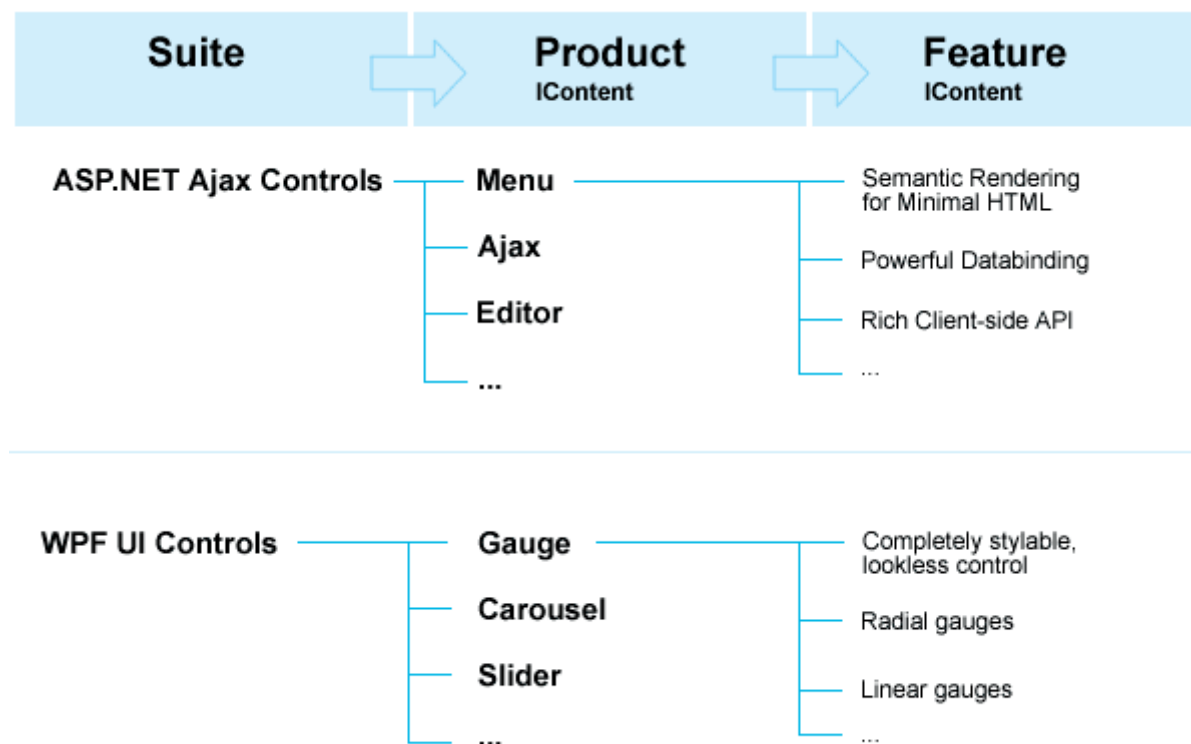 Suite
Product
Feature
IContent
IContent
ASP.NET Ajax Controls
Menu
Semantic Rendering
for Minimal HTML
Ajax
Powerful Databinding
Editor
Rich Client-side API
...
...
WPF UI Controls
Gauge
Completely stylable,
lookless control
Carousel
Radial gauges
Slider
Linear gauges
...
...